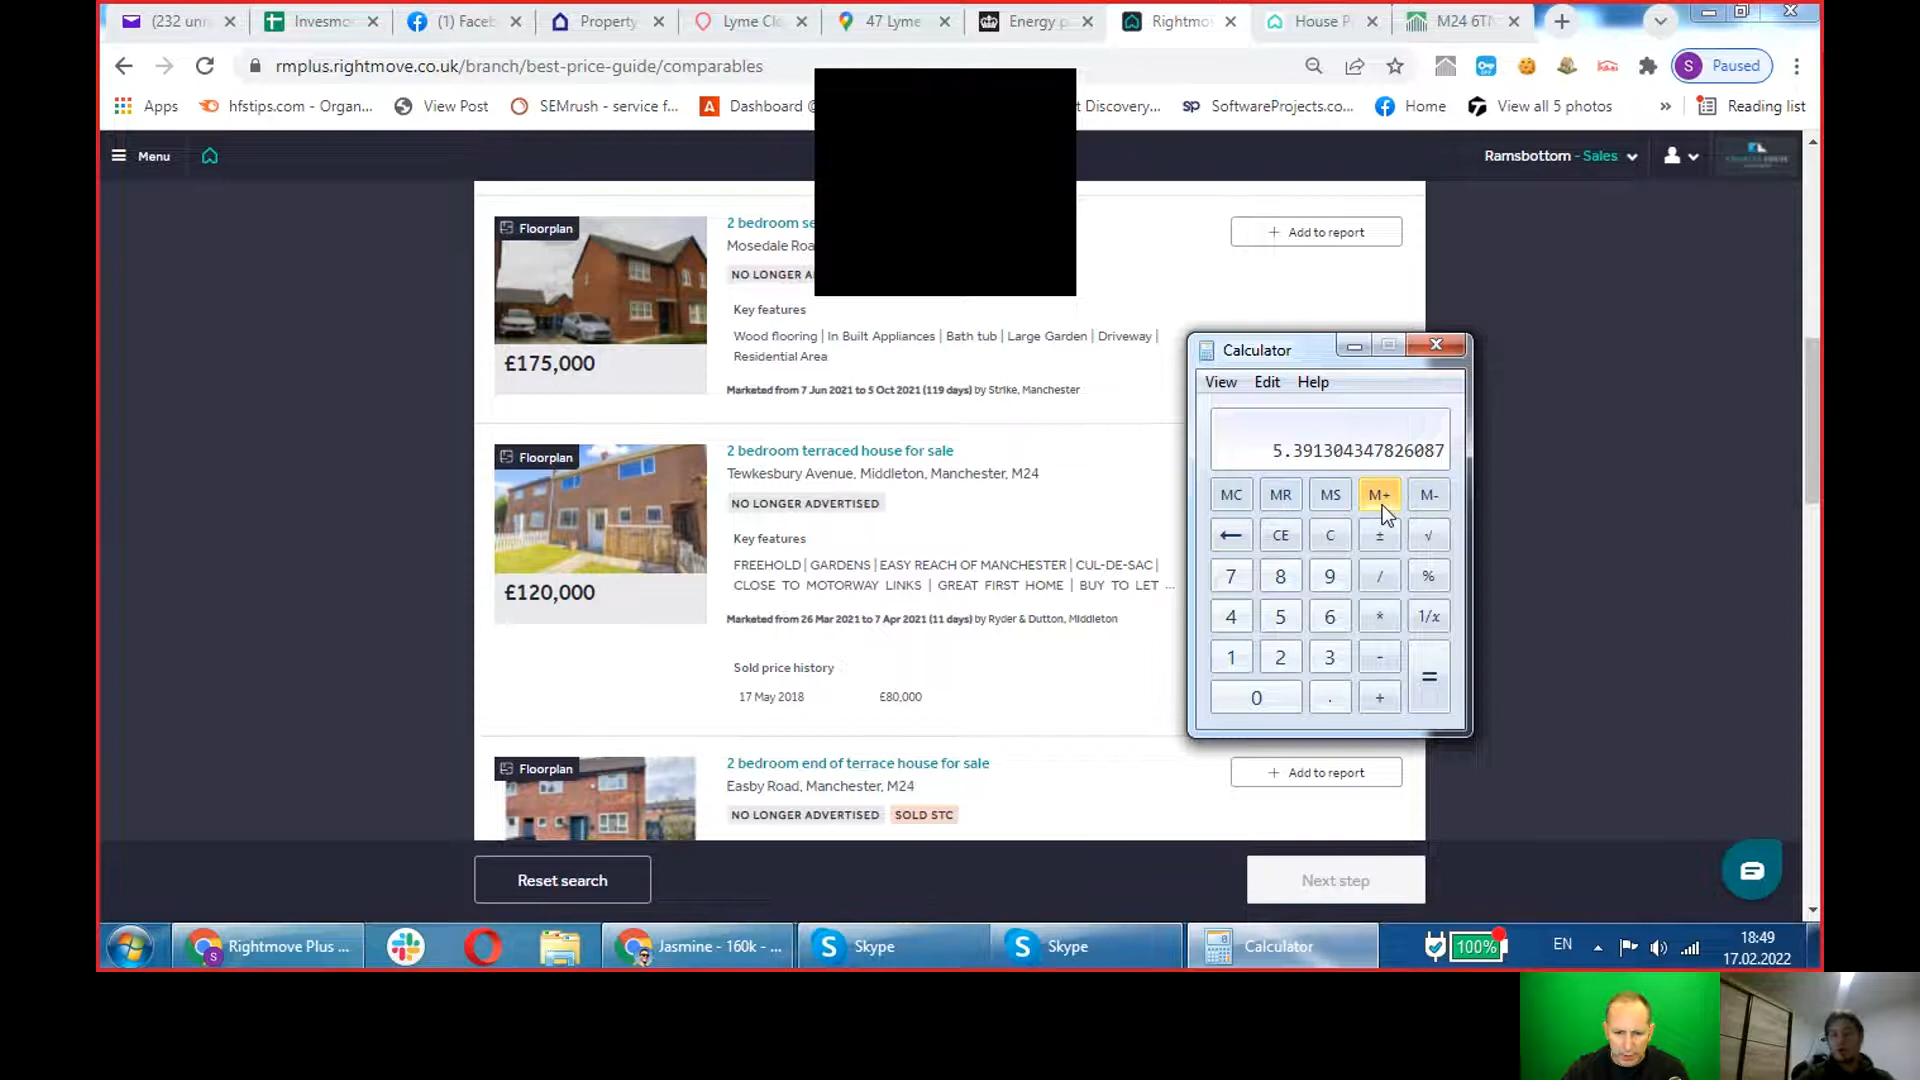 (232 unr
Invesmo
(1) Faceb
Property
Lyme Clo
47 Lyme
Energy p
Rightmo
House P
M24 6TN
rmplus.rightmove.co.uk/branch/best-price-guide/comparables
S Paused
Apps
hfstips.com - Organ...
View Post
SEMrush - service f...
Dashboard
t Discovery...
sp SoftwareProjects.co...
Home
View all 5 photos
»
Reading list
Menu
Ramsbottom - Sales
Floorplan
2 bedroom se
Mosedale Roa
NO LONGER A
+ Add to report
Key features
Wood flooring | In Built Appliances | Bath tub | Large Garden | Driveway |
Residential Area
£175,000
Marketed from 7 Jun 2021 to 5 Oct 2021 (119 days) by Strike, Manchester
Floorplan
2 bedroom terraced house for sale
Tewkesbury Avenue, Middleton, Manchester, M24
NO LONGER ADVERTISED
Key features
FREEHOLD | GARDENS | EASY REACH OF MANCHESTER | CUL-DE-SAC |
CLOSE TO MOTORWAY LINKS | GREAT FIRST HOME | BUY TO LET ...
£120,000
Marketed from 26 Mar 2021 to 7 Apr 2021 (11 days) by Ryder & Dutton, Middleton
Sold price history
17 May 2018 £80,000
Floorplan
2 bedroom end of terrace house for sale
Easby Road, Manchester, M24
NO LONGER ADVERTISED SOLD STC
+ Add to report
Calculator
View Edit Help
5.391304347826087
MC MR MS M+ M-
← CE C ± √
7 8 9 / %
4 5 6 * 1/x
1 2 3 - =
0 . +
Reset search
Next step
S Rightmove Plus ...
Jasmine - 160k - ...
S Skype
S Skype
Calculator
100%
EN
18:49
17.02.2022